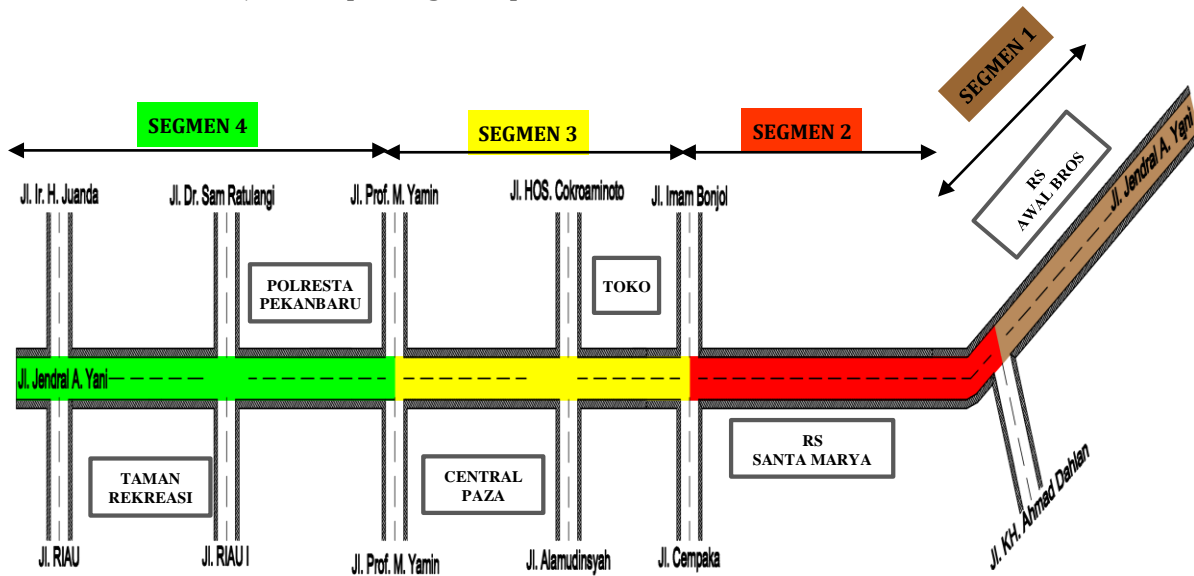 SEGMEN 1
SEGMEN 4
SEGMEN 3
SEGMEN 2
Jl. Ir. H. Juanda
Jl. Dr. Sam Ratulangi
Jl. Prof. M. Yamin
Jl. HOS. Cokroaminoto
Jl. Imam Bonjol
RS
AWAL BROS
Jl. Jendral A. Yani
POLRESTA
PEKANBARU
TOKO
Jl. Jendral A. Yani
TAMAN
REKREASI
CENTRAL
PAZA
RS
SANTA MARYA
Jl. RIAU
Jl. RIAU I
Jl. Prof. M. Yamin
Jl. Alamudinsyah
Jl. Cempaka
Jl. KH. Ahmad Dahlan